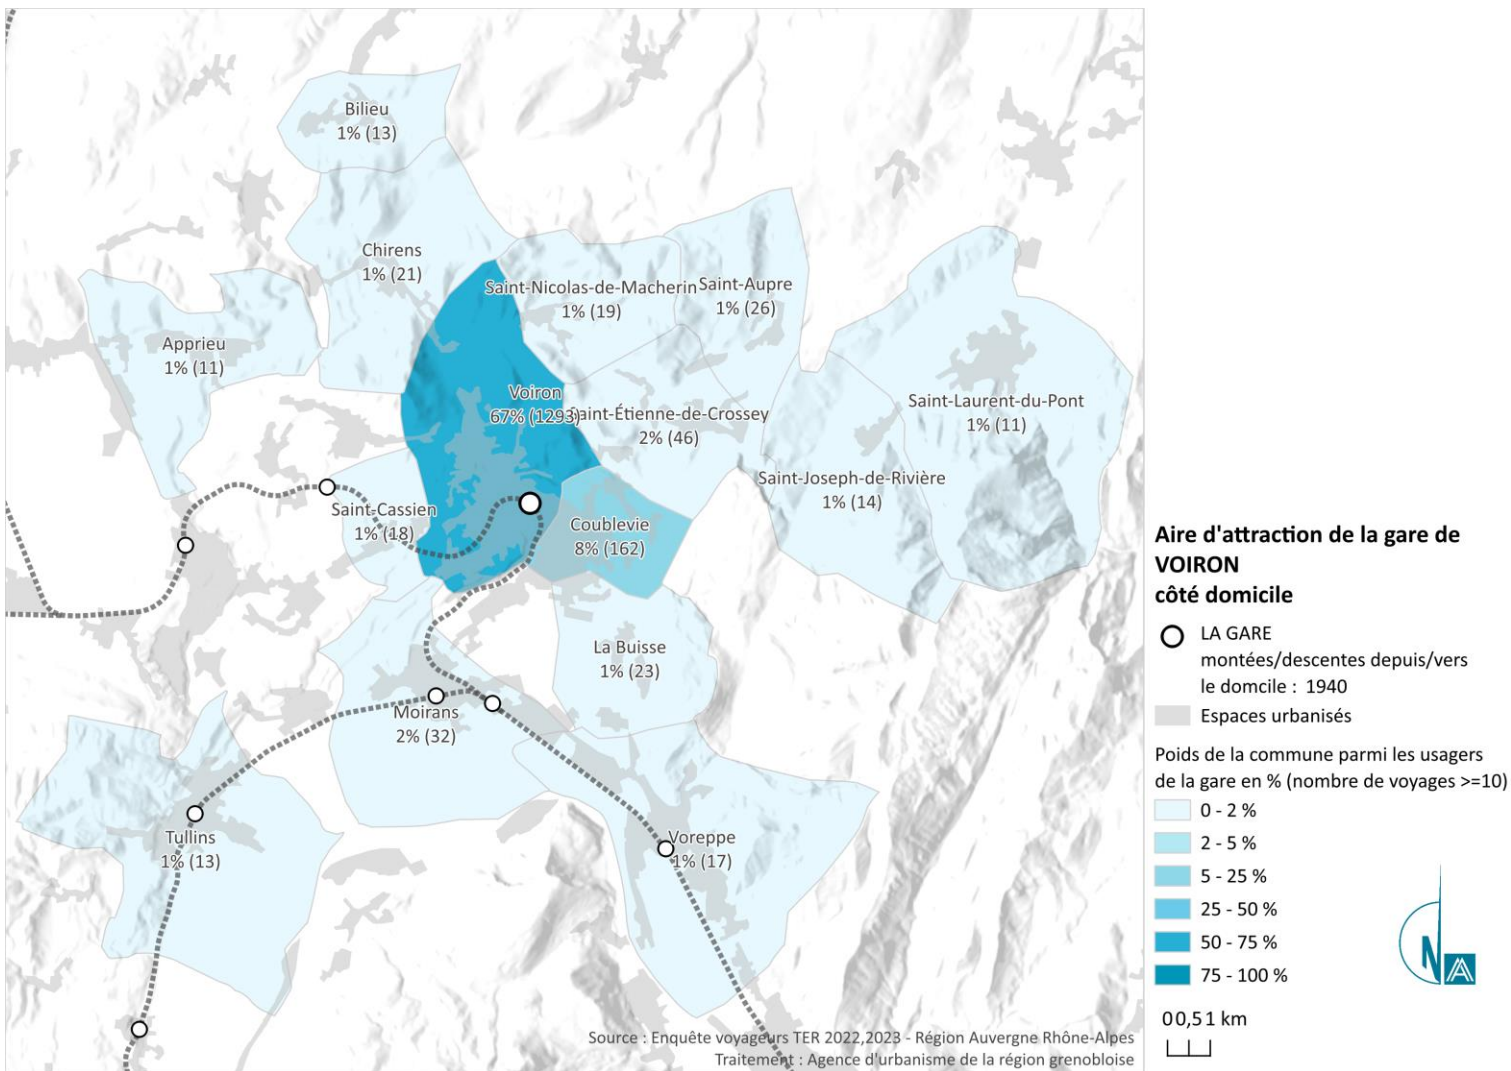 Bilieu
1% (13)
Chirens
1% (21)
Saint-Nicolas-de-Macherin
1% (19)
Saint-Aupre
1% (26)
Apprieu
1% (11)
Voiron
67% (1293)
Saint-Étienne-de-Crossey
2% (46)
Saint-Laurent-du-Pont
1% (11)
Saint-Joseph-de-Rivière
1% (14)
Saint-Cassien
1% (18)
Coublevie
8% (162)
La Buisse
1% (23)
Moirans
2% (32)
Tullins
1% (13)
Voreppe
1% (17)
Source : Enquête voyageurs TER 2022,2023 - Région Auvergne Rhône-Alpes
Traitement : Agence d'urbanisme de la région grenobloise
Aire d'attraction de la gare de
VOIRON
côté domicile
LA GARE
montées/descentes depuis/vers
le domcile : 1940
Espaces urbanisés
Poids de la commune parmi les usagers
de la gare en % (nombre de voyages >=10)
0 - 2 %
2 - 5 %
5 - 25 %
25 - 50 %
50 - 75 %
75 - 100 %
N
0 0,5 1 km